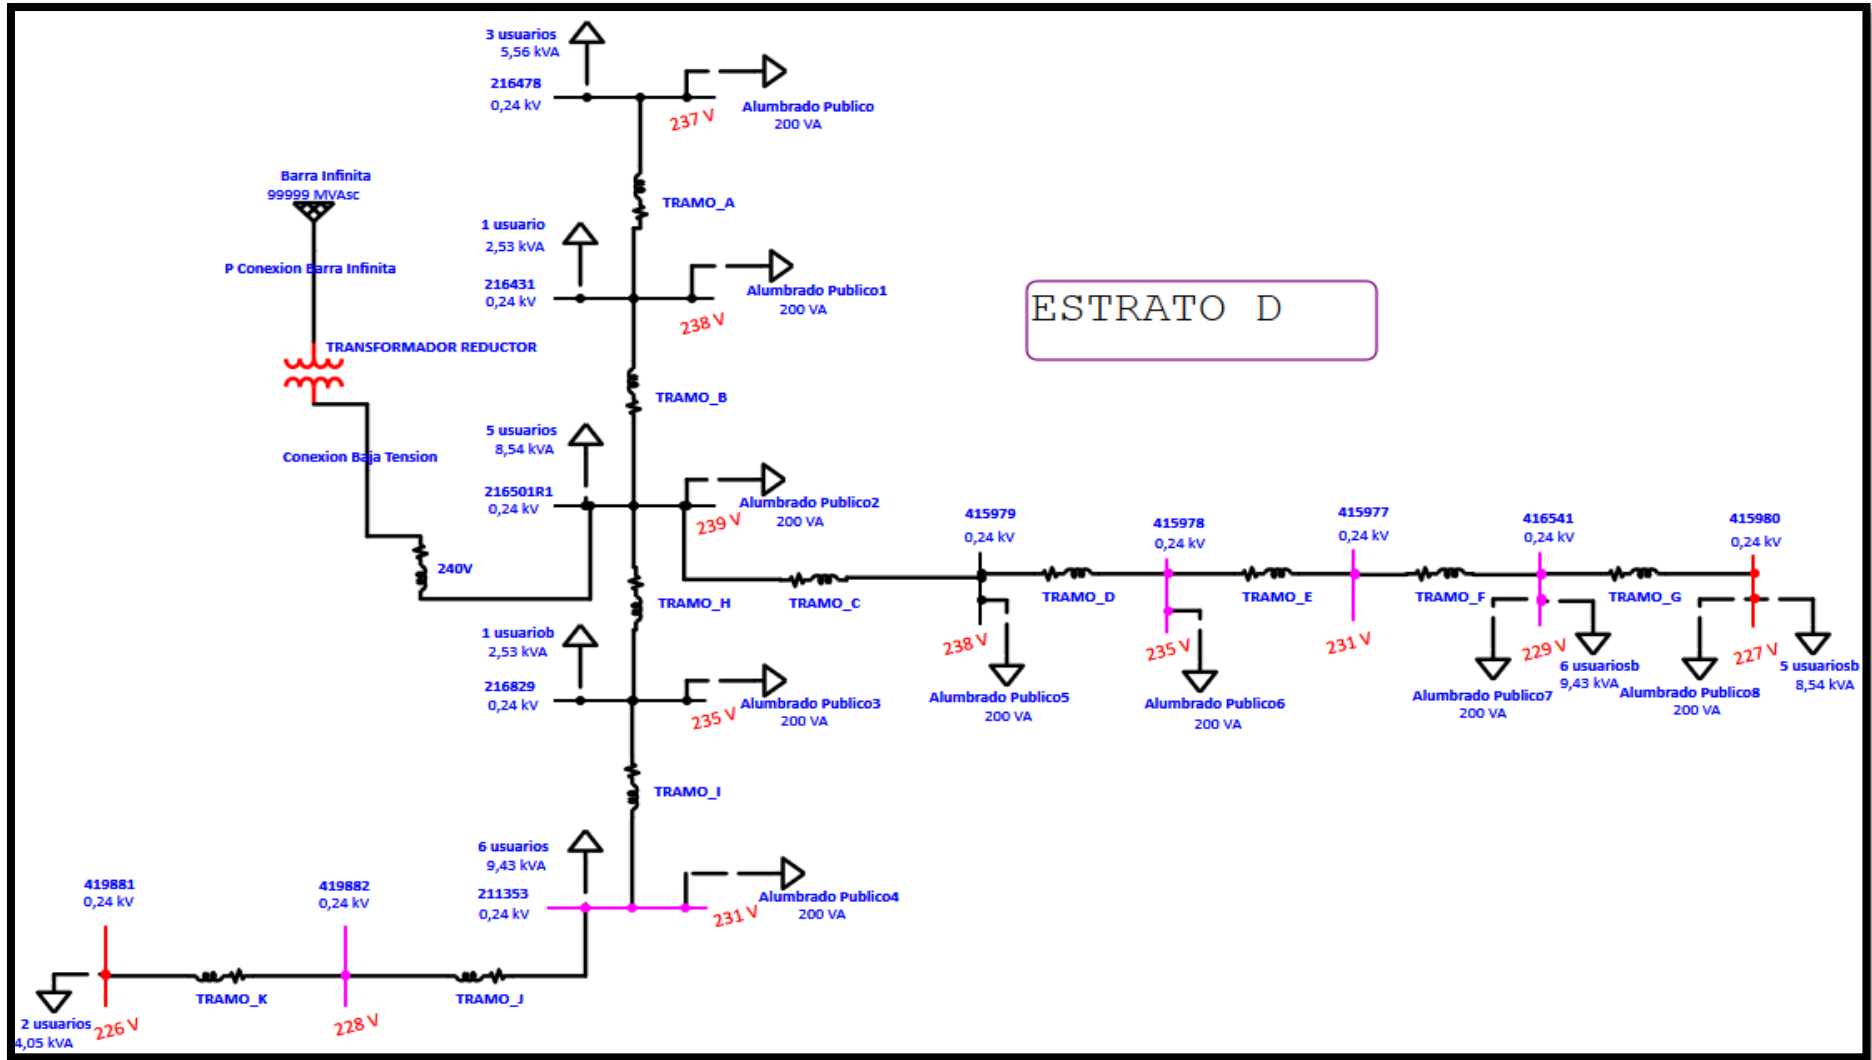 3 usuarios
5,56 kVA
216478
0,24 kV
237 V
Alumbrado Publico
200 VA
Barra Infinita
99999 MVAsc
TRAMO_A
1 usuario
2,53 kVA
P Conexion Barra Infinita
216431
0,24 kV
238 V
Alumbrado Publico1
200 VA
ESTRATO D
TRANSFORMADOR REDUCTOR
TRAMO_B
5 usuarios
8,54 kVA
Conexion Baja Tension
216501R1
0,24 kV
239 V
Alumbrado Publico2
200 VA
240V
TRAMO_H
TRAMO_C
415979
0,24 kV
238 V
Alumbrado Publico5
200 VA
TRAMO_D
415978
0,24 kV
235 V
Alumbrado Publico6
200 VA
TRAMO_E
415977
0,24 kV
231 V
TRAMO_F
416541
0,24 kV
229 V
Alumbrado Publico7
200 VA
6 usuariosb
9,43 kVA
TRAMO_G
415980
0,24 kV
227 V
Alumbrado Publico8
200 VA
5 usuariosb
8,54 kVA
1 usuariob
2,53 kVA
216829
0,24 kV
235 V
Alumbrado Publico3
200 VA
TRAMO_I
6 usuarios
9,43 kVA
211353
0,24 kV
231 V
Alumbrado Publico4
200 VA
419881
0,24 kV
419882
0,24 kV
TRAMO_K
TRAMO_J
2 usuarios
4,05 kVA
226 V
228 V